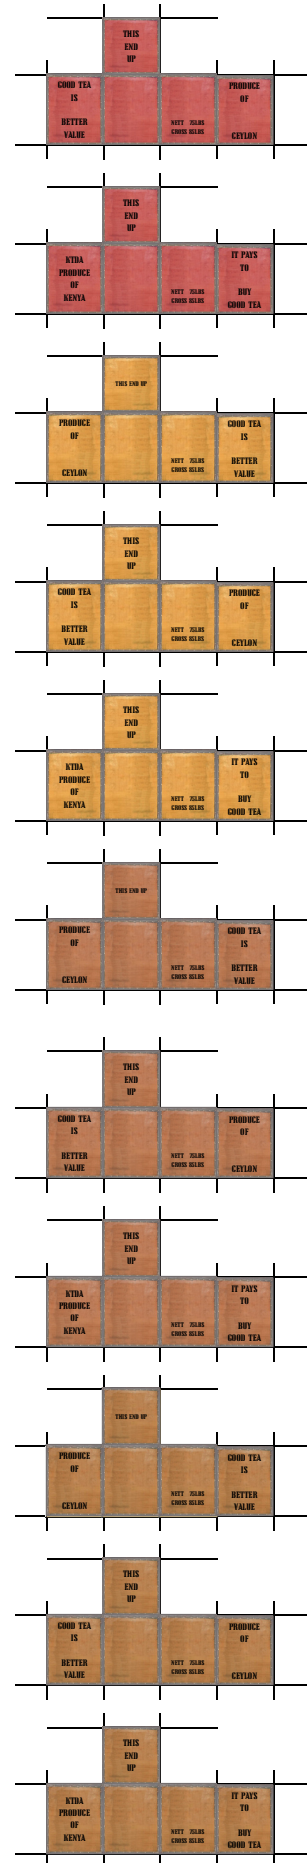 THIS
END
UP
GOOD TEA
IS
BETTER
VALUE
NETT 75LBS
GROSS 85LBS
PRODUCE
OF
CEYLON
THIS
END
UP
KTDA
PRODUCE
OF
KENYA
NETT 75LBS
GROSS 85LBS
IT PAYS
TO
BUY
GOOD TEA
THIS END UP
PRODUCE
OF
CEYLON
NETT 75LBS
GROSS 85LBS
GOOD TEA
IS
BETTER
VALUE
THIS
END
UP
GOOD TEA
IS
BETTER
VALUE
NETT 75LBS
GROSS 85LBS
PRODUCE
OF
CEYLON
THIS
END
UP
KTDA
PRODUCE
OF
KENYA
NETT 75LBS
GROSS 85LBS
IT PAYS
TO
BUY
GOOD TEA
THIS END UP
PRODUCE
OF
CEYLON
NETT 75LBS
GROSS 85LBS
GOOD TEA
IS
BETTER
VALUE
THIS
END
UP
GOOD TEA
IS
BETTER
VALUE
NETT 75LBS
GROSS 85LBS
PRODUCE
OF
CEYLON
THIS
END
UP
KTDA
PRODUCE
OF
KENYA
NETT 75LBS
GROSS 85LBS
IT PAYS
TO
BUY
GOOD TEA
THIS END UP
PRODUCE
OF
CEYLON
NETT 75LBS
GROSS 85LBS
GOOD TEA
IS
BETTER
VALUE
THIS
END
UP
GOOD TEA
IS
BETTER
VALUE
NETT 75LBS
GROSS 85LBS
PRODUCE
OF
CEYLON
THIS
END
UP
KTDA
PRODUCE
OF
KENYA
NETT 75LBS
GROSS 85LBS
IT PAYS
TO
BUY
GOOD TEA